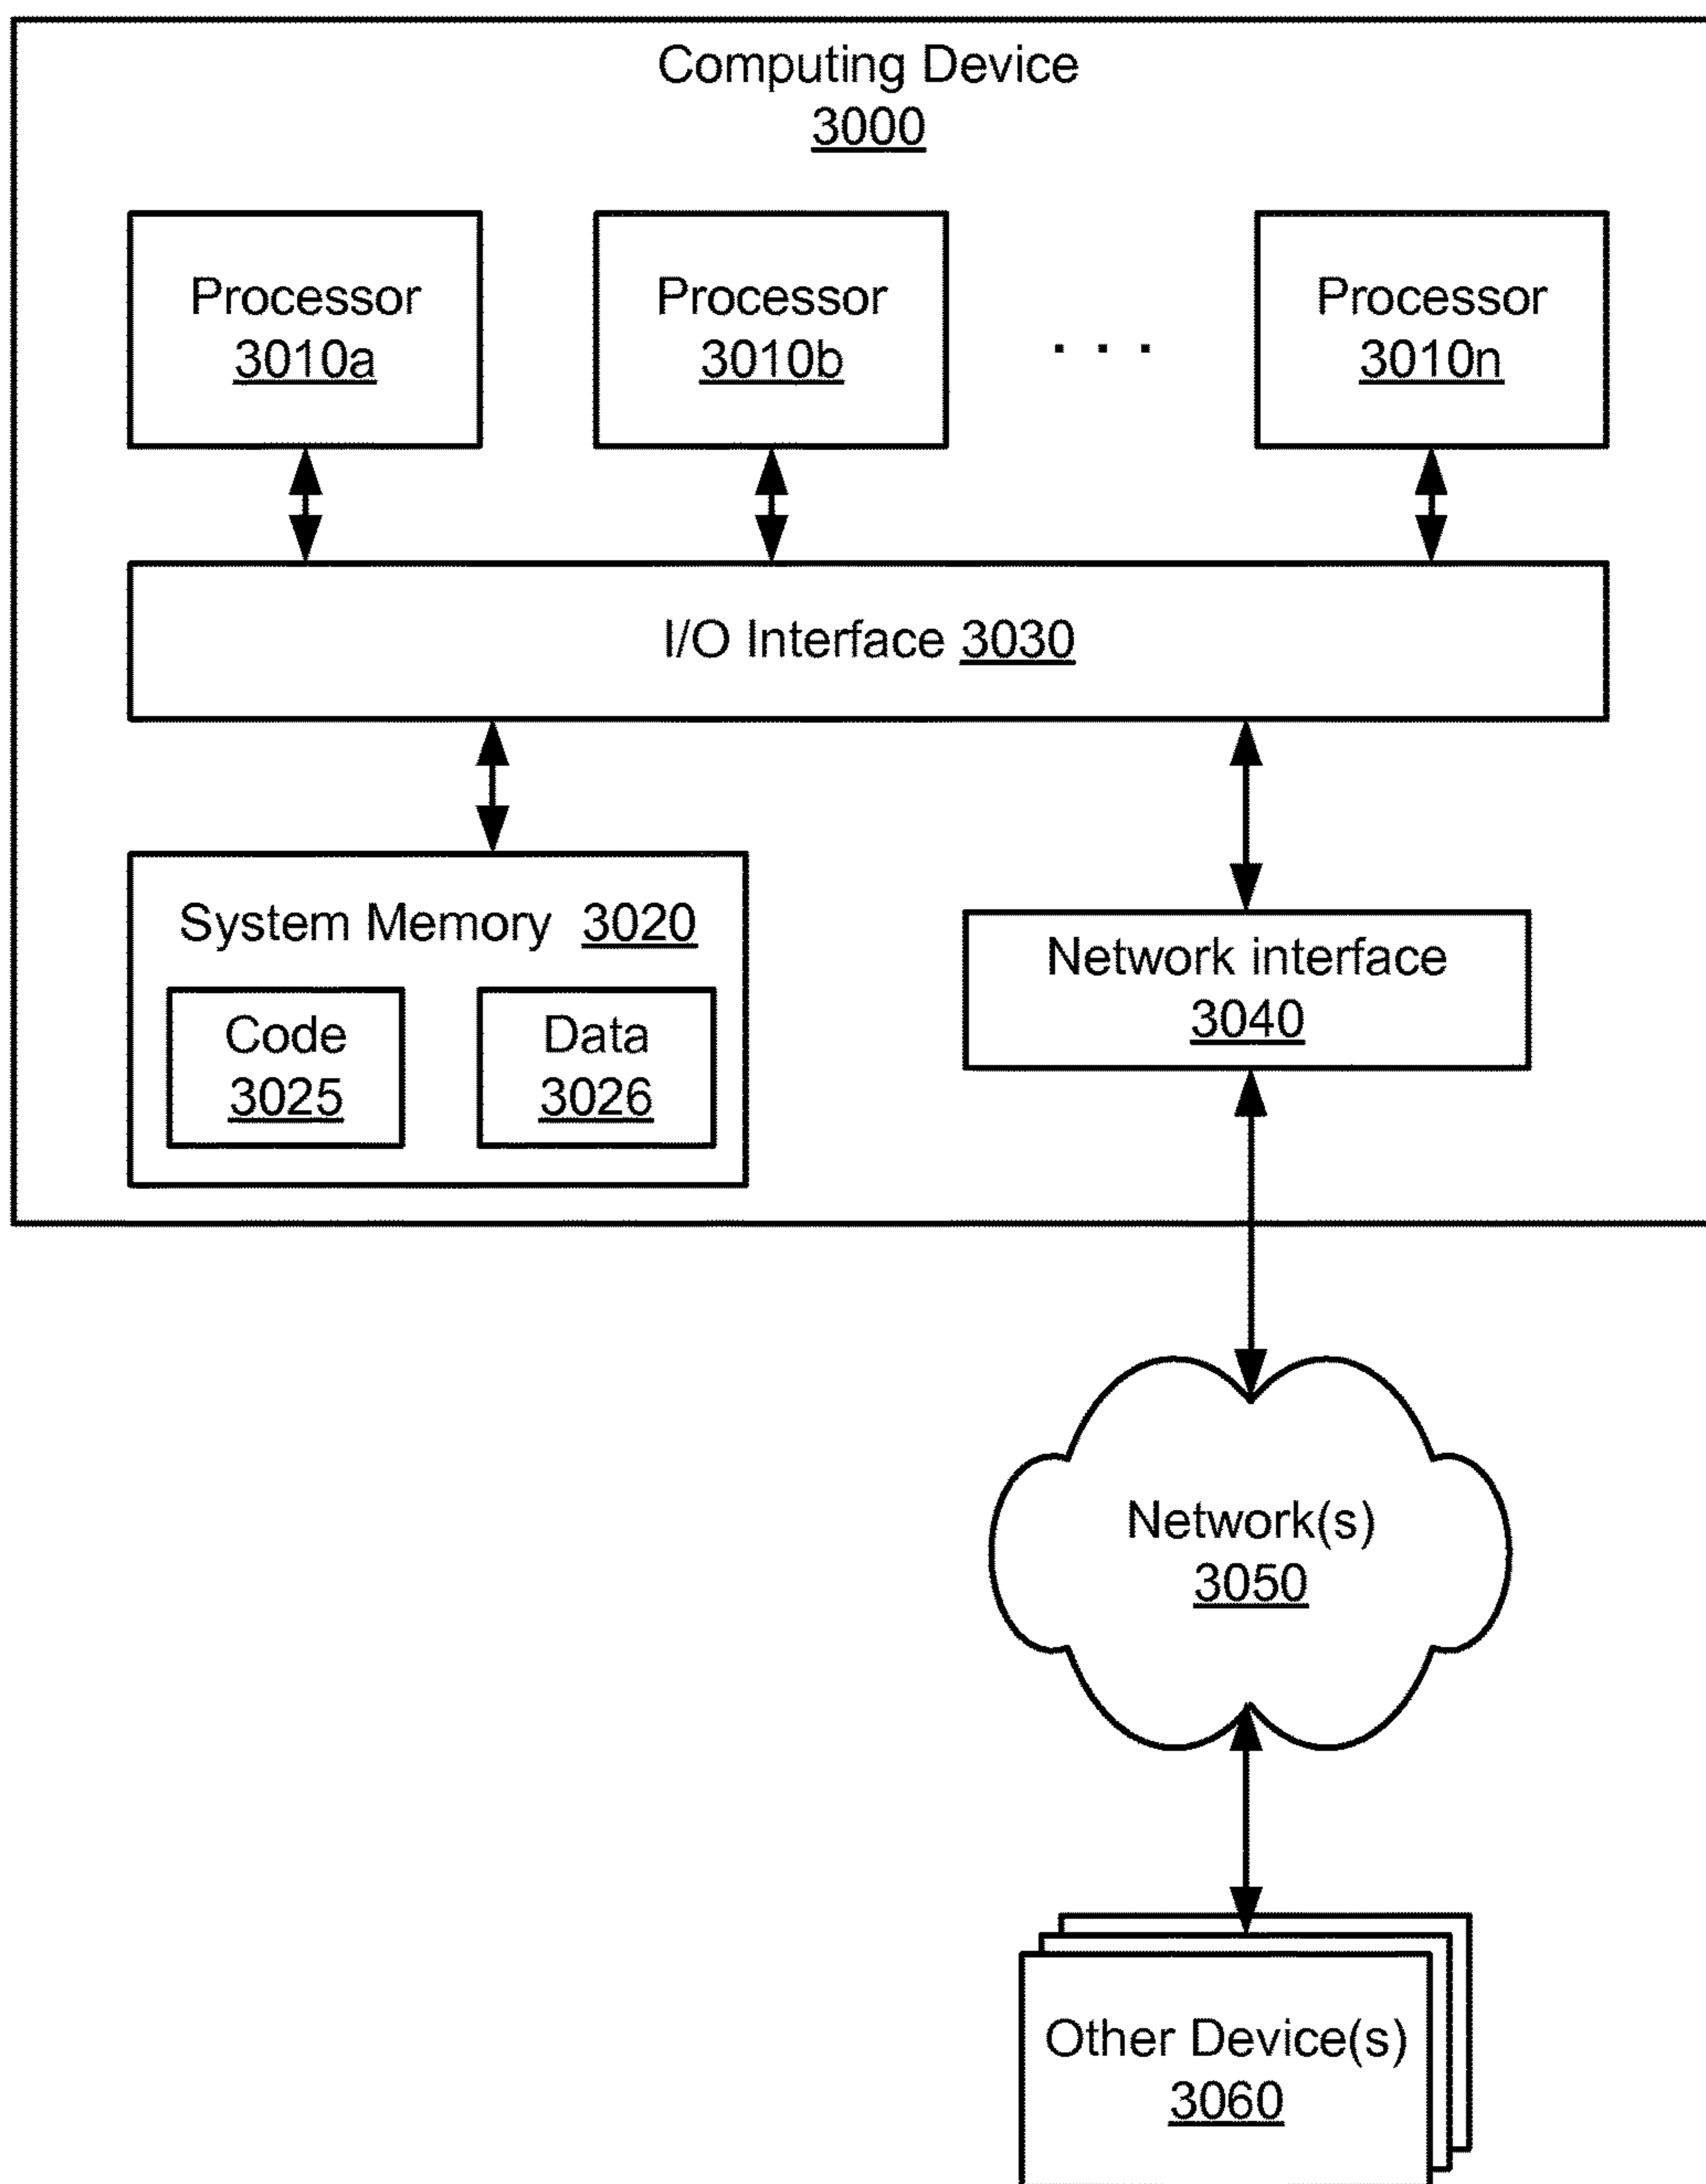 Computing Device
3000
Processor
3010a
Processor
3010b
. . .
Processor
3010n
I/O Interface 3030
System Memory 3020
Code
3025
Data
3026
Network interface
3040
Network(s)
3050
Other Device(s)
3060